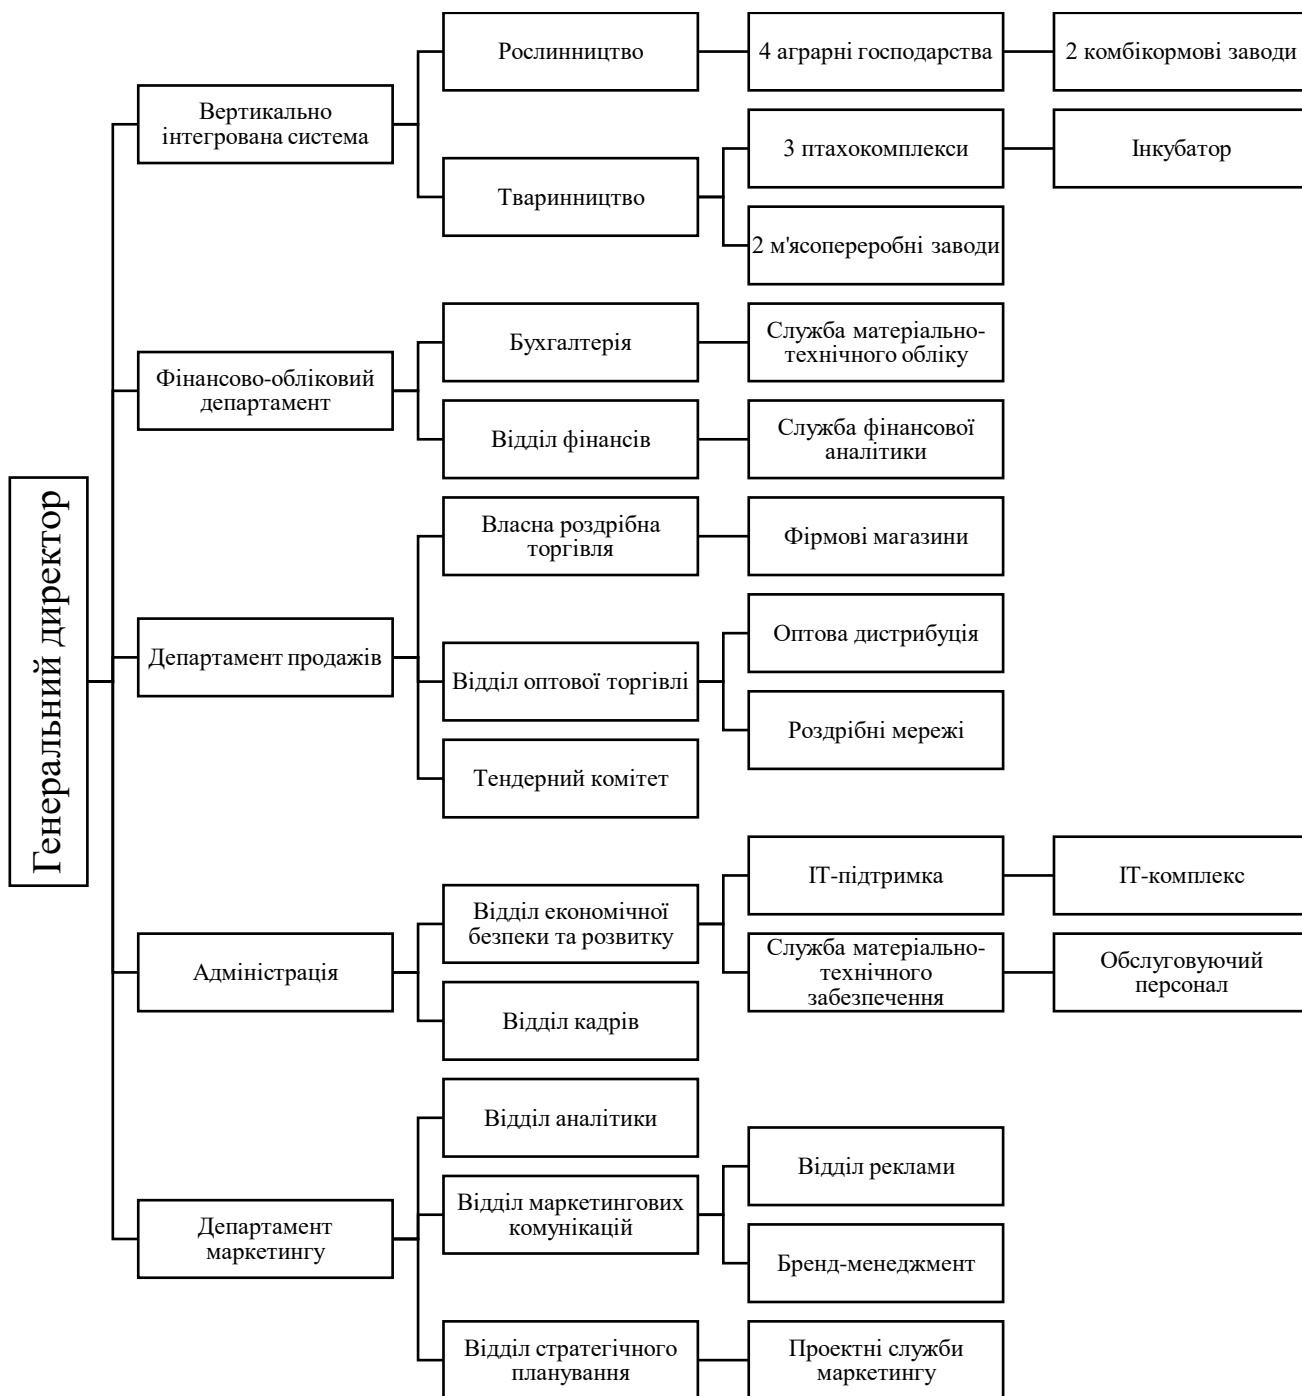 Генеральний директор
Вертикально
інтегрована система
Рослинництво
4 аграрні господарства
2 комбікормові заводи
Тваринництво
3 птахокомплекси
Інкубатор
2 м'ясопереробні заводи
Фінансово-обліковий
департамент
Бухгалтерія
Служба матеріально-
технічного обліку
Відділ фінансів
Служба фінансової
аналітики
Департамент продажів
Власна роздрібна
торгівля
Фірмові магазини
Відділ оптової торгівлі
Оптова дистрибуція
Роздрібні мережі
Тендерний комітет
Адміністрація
Відділ економічної
безпеки та розвитку
ІТ-підтримка
ІТ-комплекс
Служба матеріально-
технічного
забезпечення
Обслуговуючий
персонал
Відділ кадрів
Департамент
маркетингу
Відділ аналітики
Відділ маркетингових
комунікацій
Відділ реклами
Бренд-менеджмент
Відділ стратегічного
планування
Проектні служби
маркетингу